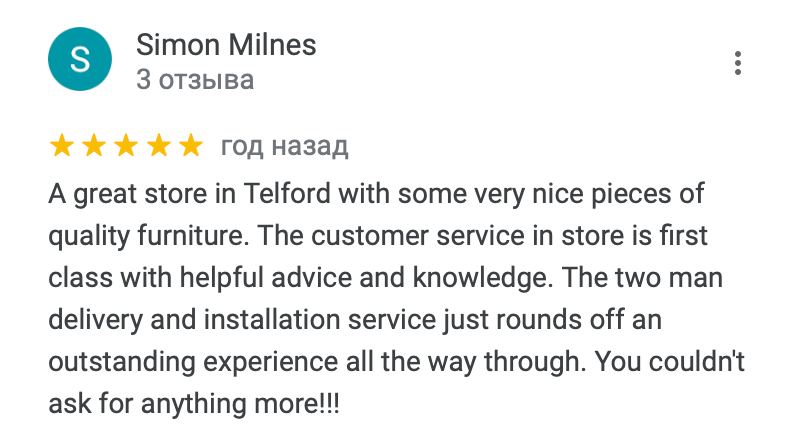 S
Simon Milnes
3 отзыва
год назад
A great store in Telford with some very nice pieces of
quality furniture. The customer service in store is first
class with helpful advice and knowledge. The two man
delivery and installation service just rounds off an
outstanding experience all the way through. You couldn't
ask for anything more!!!